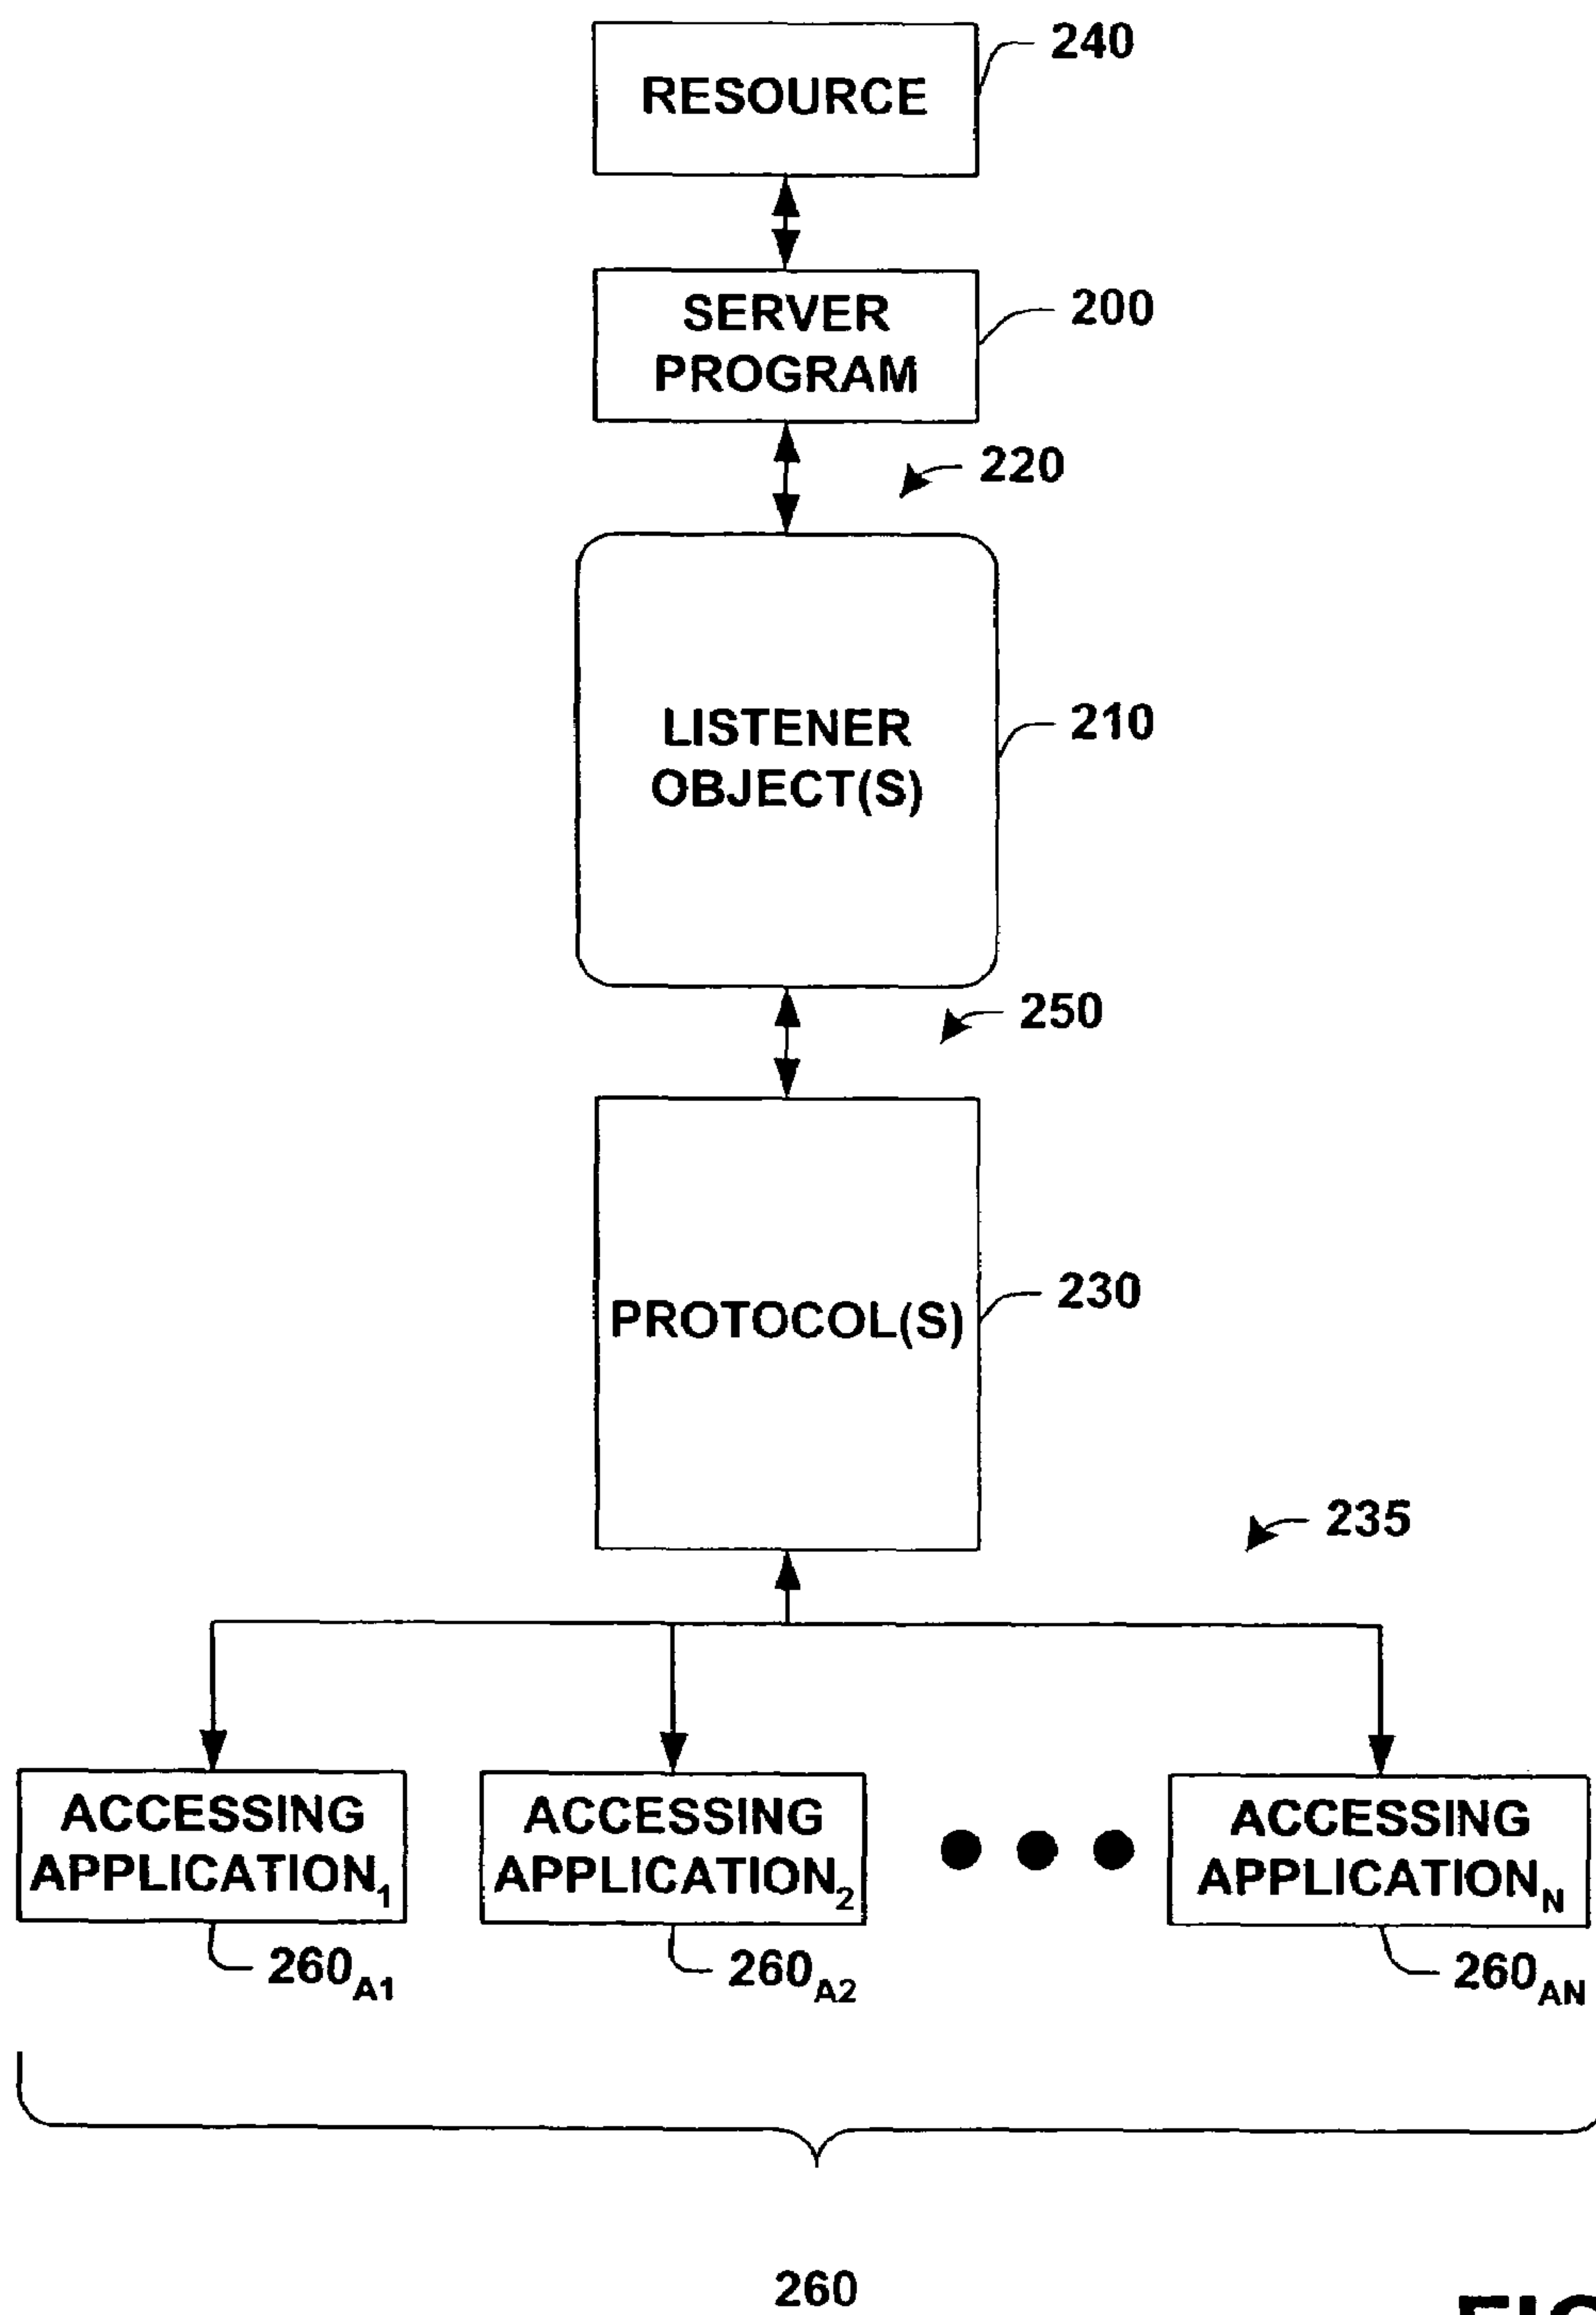 RESOURCE
240
SERVER
PROGRAM
200
220
LISTENER
OBJECT(S)
210
250
PROTOCOL(S)
230
235
ACCESSING
APPLICATION1
260A1
ACCESSING
APPLICATION2
260A2
ACCESSING
APPLICATIONN
260AN
260